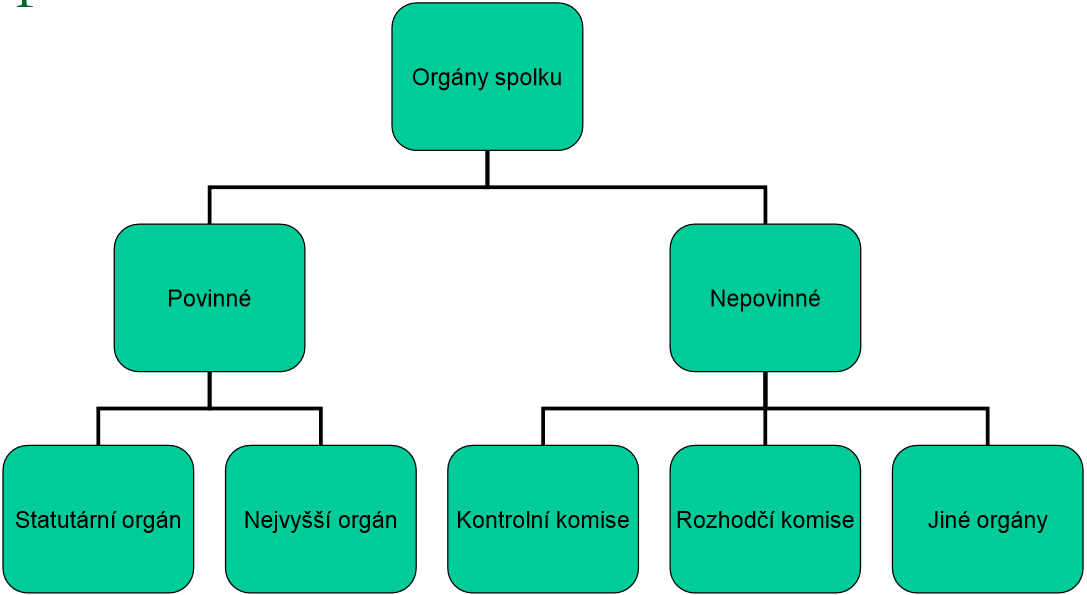 Orgány spolku
Povinné
Nepovinné
Statutární orgán
Nejvyšší orgán
Kontrolní komise
Rozhodčí komise
Jiné orgány